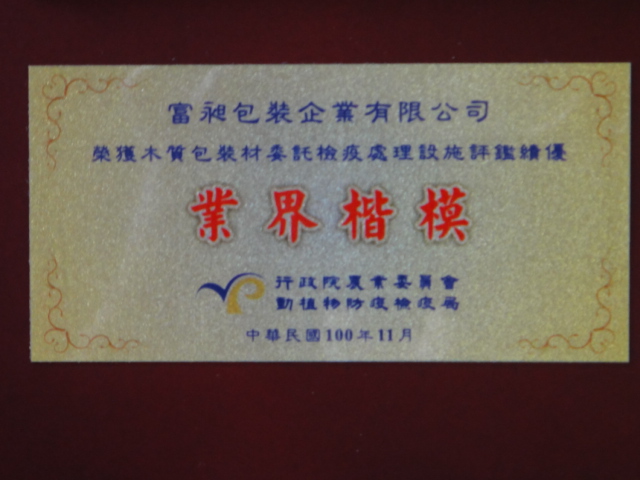 富昶包裝企業有限公司
榮獲木質包裝材委託檢疫處理設施評鑑績優
業界楷模
行政院農業委員會
動植物防疫檢疫局
中華民國100年11月